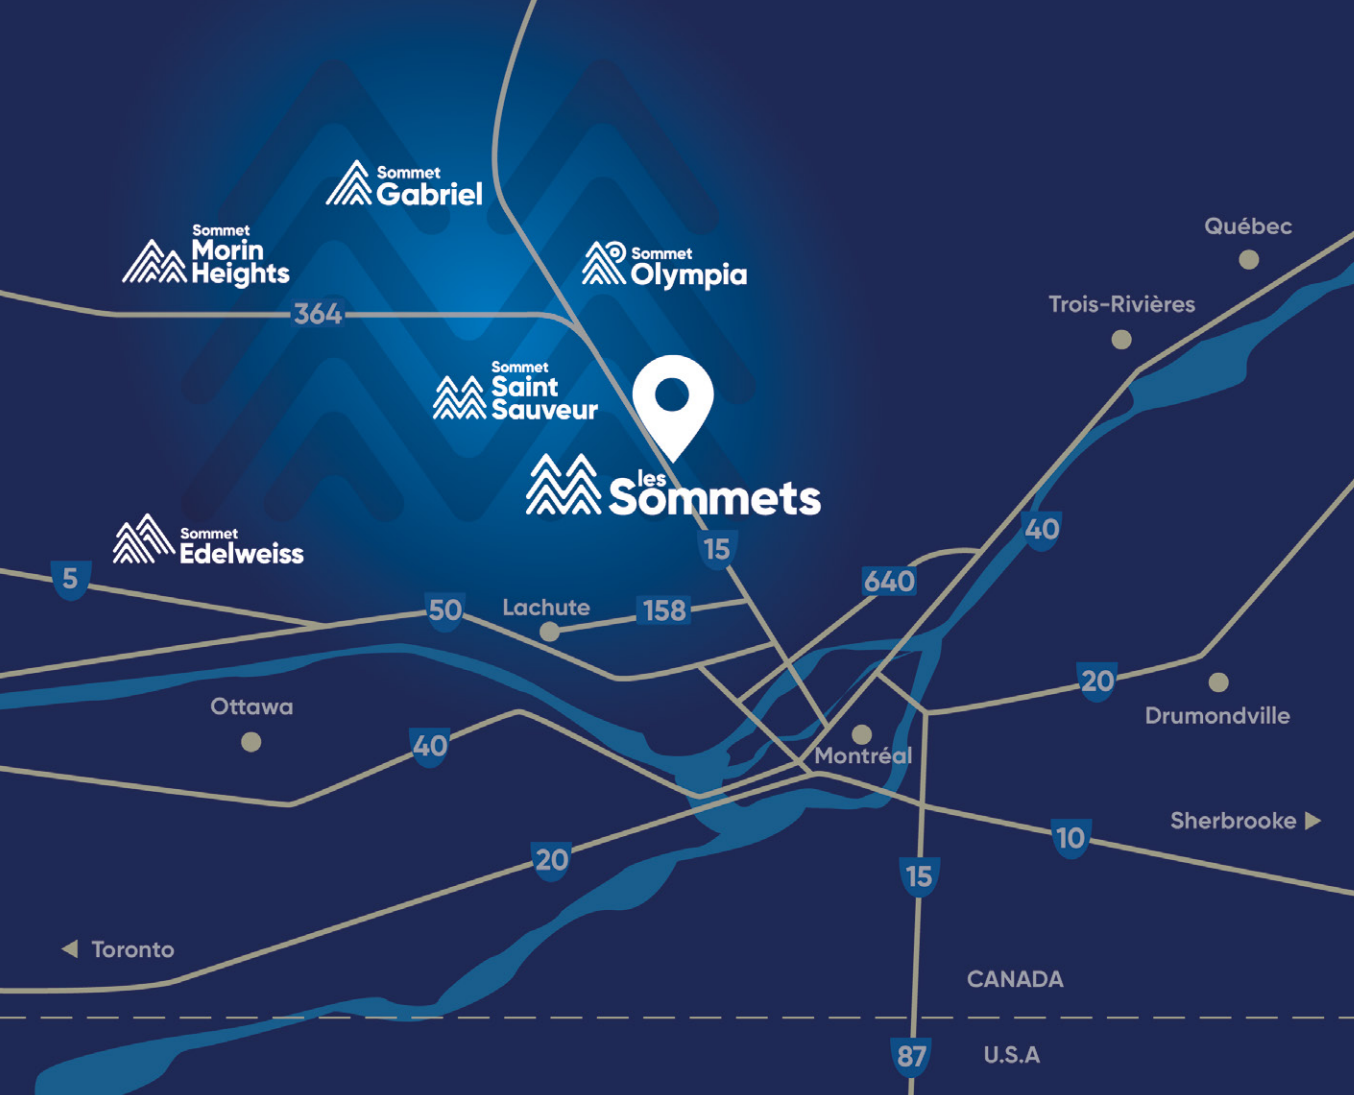 Sommet
Gabriel
Sommet
Morin
Heights
Sommet
Olympia
Québec
Trois-Rivières
364
Sommet
Saint
Sauveur
les
Sommets
Sommet
Edelweiss
5
15
40
640
50
Lachute
158
20
Ottawa
Drumondville
40
Montréal
Sherbrooke
10
20
15
Toronto
CANADA
87
U.S.A